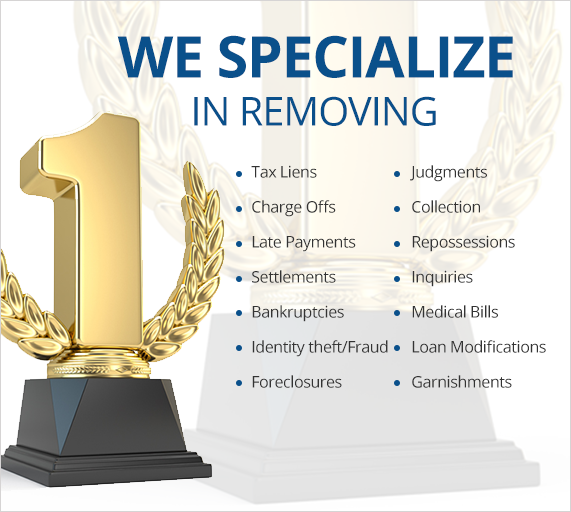 WE SPECIALIZE
IN REMOVING
Tax Liens
Charge Offs
Late Payments
Settlements
Bankruptcies
Identity theft/Fraud
Foreclosures
Judgments
Collection
Repossessions
Inquiries
Medical Bills
Loan Modifications
Garnishments
1